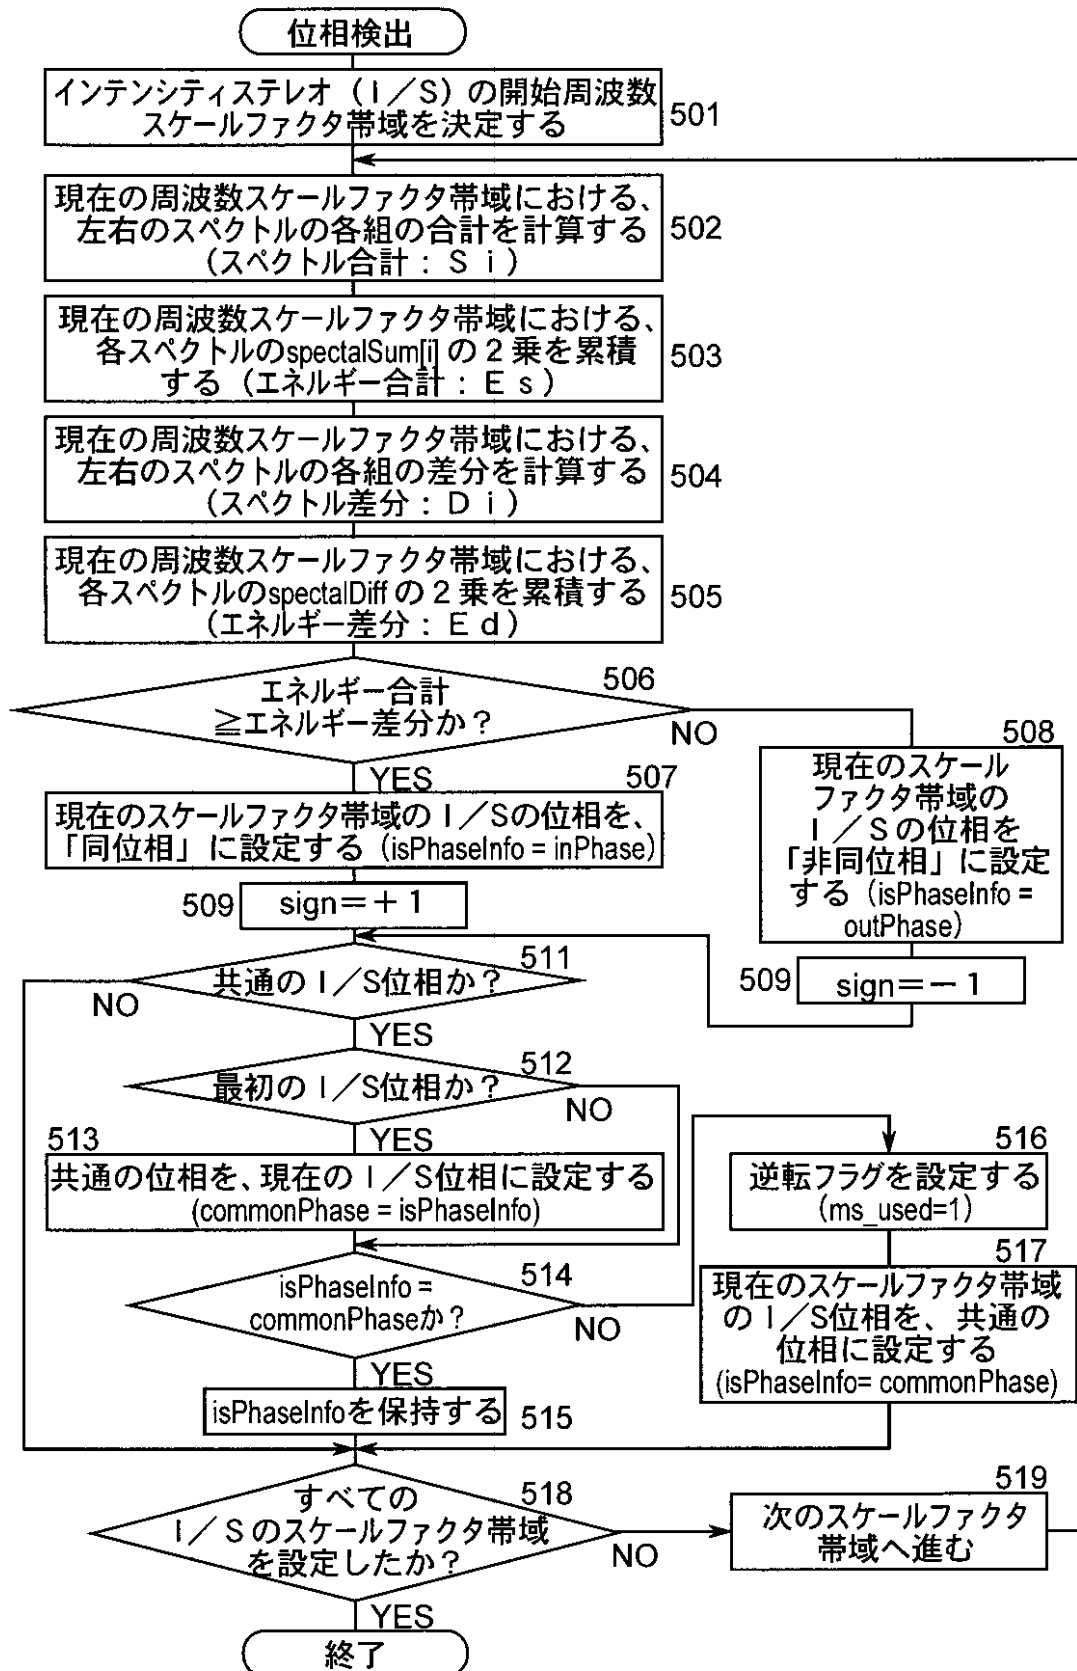 位相検出
インテンシティステレオ（I／S）の開始周波数
スケールファクタ帯域を決定する
501
現在の周波数スケールファクタ帯域における、
左右のスペクトルの各組の合計を計算する
（スペクトル合計：Ｓｉ）
502
現在の周波数スケールファクタ帯域における、
各スペクトルのspectalSum[i] の２乗を累積
する（エネルギー合計：Ｅｓ）
503
現在の周波数スケールファクタ帯域における、
左右のスペクトルの各組の差分を計算する
（スペクトル差分：Ｄｉ）
504
現在の周波数スケールファクタ帯域における、
各スペクトルのspectalDiff の２乗を累積する
（エネルギー差分：Ｅｄ）
505
エネルギー合計
≧エネルギー差分か？
506
NO
YES
507
現在のスケールファクタ帯域の I／Sの位相を、
「同位相」に設定する（isPhaseInfo = inPhase）
508
現在のスケール
ファクタ帯域の
I／Sの位相を
「非同位相」に設定
する（isPhaseInfo =
outPhase）
509
sign＝＋１
509
sign＝－１
共通の I／S位相か？
511
NO
YES
最初の I／S位相か？
512
NO
YES
513
共通の位相を、現在の I／S位相に設定する
(commonPhase = isPhaseInfo)
isPhaseInfo =
commonPhaseか？
514
NO
YES
isPhaseInfoを保持する
515
516
逆転フラグを設定する
（ms_used=1）
517
現在のスケールファクタ帯域
の I／S位相を、共通の
位相に設定する
(isPhaseInfo= commonPhase)
すべての
I／Sのスケールファクタ帯域
を設定したか？
518
NO
YES
519
次のスケールファクタ
帯域へ進む
終了